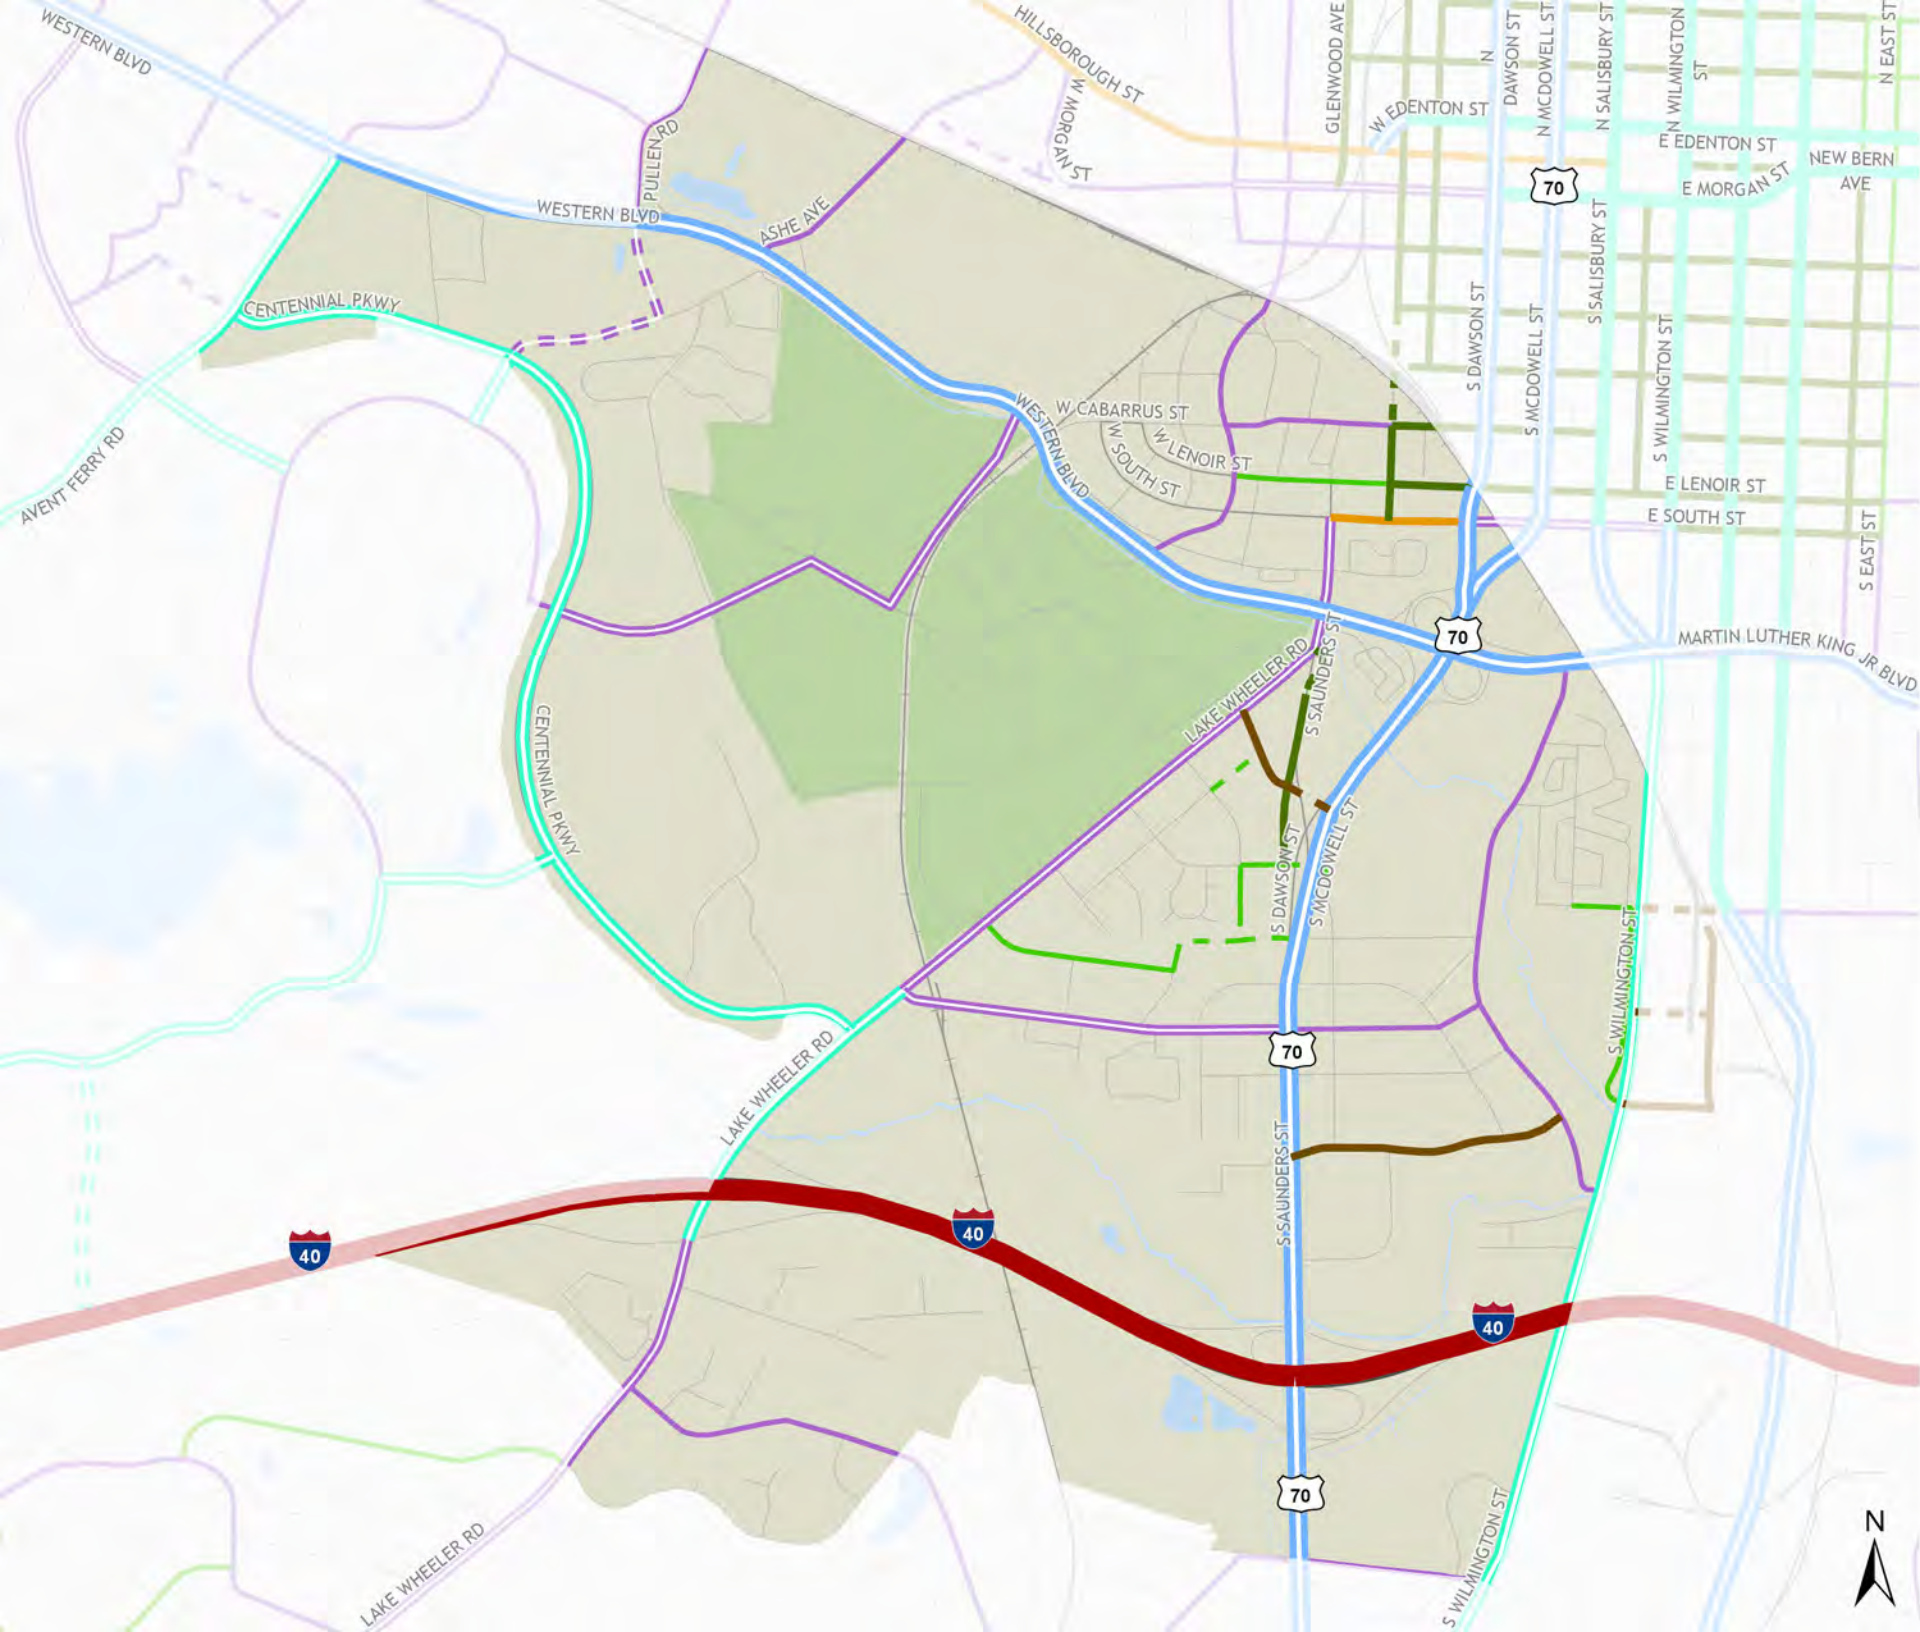 WESTERN BLVD
HILLSBOROUGH ST
W MORGAN ST
GLENWOOD AVE
W EDENTON ST
N
DAWSON ST
N MCDOWELL ST
N SALISBURY ST
N WILMINGTON
ST
N EAST ST
E EDENTON ST
NEW BERN
AVE
E MORGAN ST
70
PULLEN RD
WESTERN BLVD
ASHE AVE
CENTENNIAL PKWY
S DAWSON ST
S MCDOWELL ST
S SALISBURY ST
S WILMINGTON ST
AVENT FERRY RD
WESTERN BLVD
W CABARRUS ST
W LENOIR ST
W SOUTH ST
E LENOIR ST
E SOUTH ST
S EAST ST
70
MARTIN LUTHER KING JR BLVD
LAKE WHEELER RD
S SAUNDERS ST
CENTENNIAL PKWY
S DAWSON ST
S MCDOWELL ST
S WILMINGTON ST
LAKE WHEELER RD
70
S SAUNDERS ST
40
40
40
70
S WILMINGTON ST
LAKE WHEELER RD
N